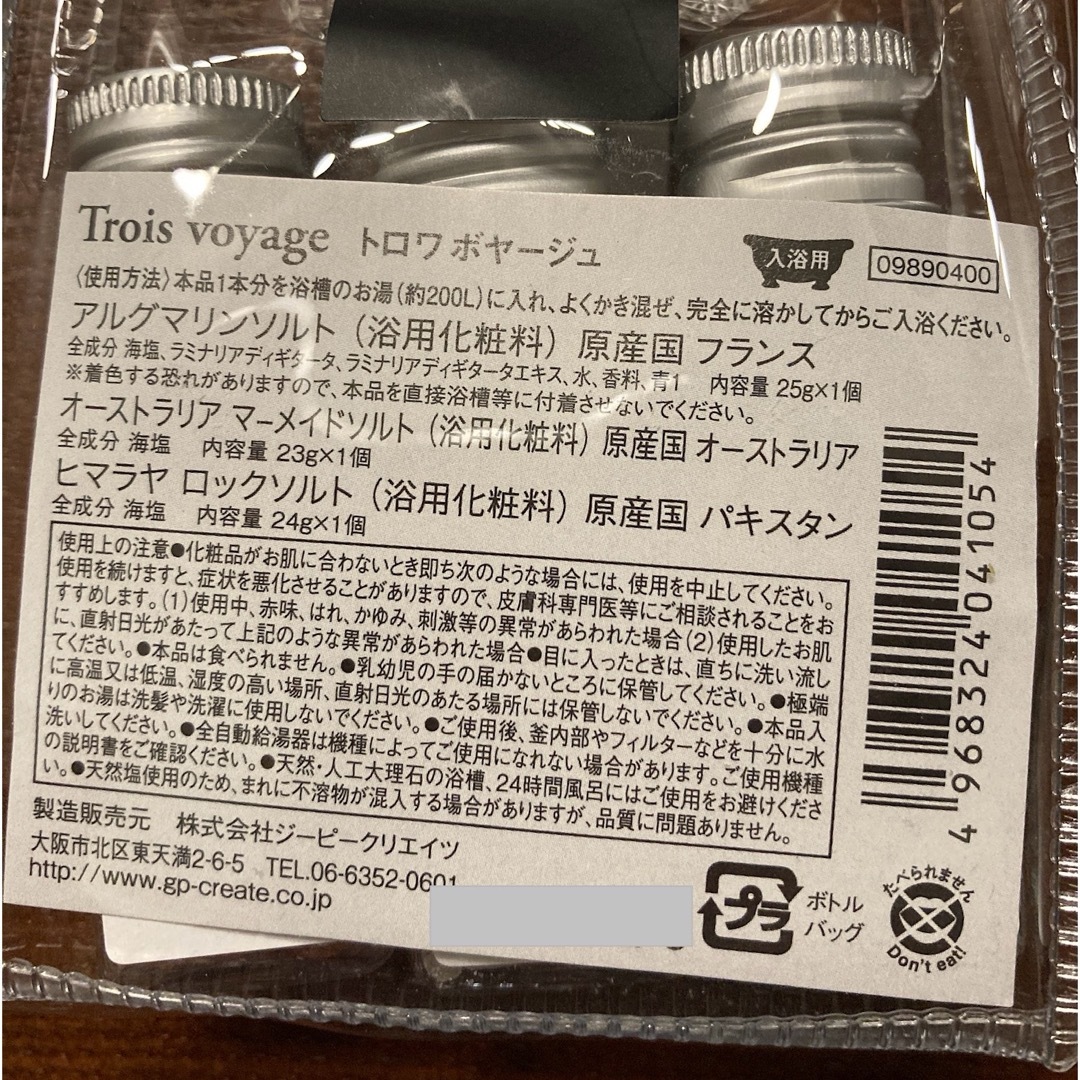 Trois voyage トロワ ボヤージュ
入浴用
09890400
〈使用方法〉本品1本分を浴槽のお湯(約200L)に入れ、よくかき混ぜ、完全に溶かしてからご入浴ください。
アルグマリンソルト（浴用化粧料）原産国 フランス
全成分 海塩、ラミナリアディギタータ、ラミナリアディギタータエキス、水、香料、青1 内容量 25g×1個
※着色する恐れがありますので、本品を直接浴槽等に付着させないでください。
オーストラリア マーメイドソルト（浴用化粧料）原産国 オーストラリア
全成分 海塩 内容量 23g×1個
ヒマラヤ ロックソルト（浴用化粧料）原産国 パキスタン
全成分 海塩 内容量 24g×1個
使用上の注意●化粧品がお肌に合わないとき即ち次のような場合には、使用を中止してください。
使用を続けますと、症状を悪化させることがありますので、皮膚科専門医等にご相談されることをお
すすめします。(1)使用中、赤味、はれ、かゆみ、刺激等の異常があらわれた場合(2)使用したお肌
に、直射日光があたって上記のような異常があらわれた場合●目に入ったときは、直ちに洗い流し
てください。●本品は食べられません。●乳幼児の手の届かないところに保管してください。●極端
に高温又は低温、湿度の高い場所、直射日光のあたる場所には保管しないでください。●本品入
りのお湯は洗髪や洗濯に使用しないでください。●ご使用後、釜内部やフィルターなどを十分に水
洗いしてください。●全自動給湯器は機種によってご使用になれない場合があります。ご使用機種
の説明書をご確認ください。●天然・人工大理石の浴槽、24時間風呂にはご使用をお避けくださ
い。●天然塩使用のため、まれに不溶物が混入する場合がありますが、品質に問題ありません。
4968324041054
製造販売元 株式会社ジーピークリエイツ
大阪市北区東天満2-6-5 TEL.06-6352-0601
http://www.gp-create.co.jp
プラ
ボトル
バッグ
たべられません
Don't eat!